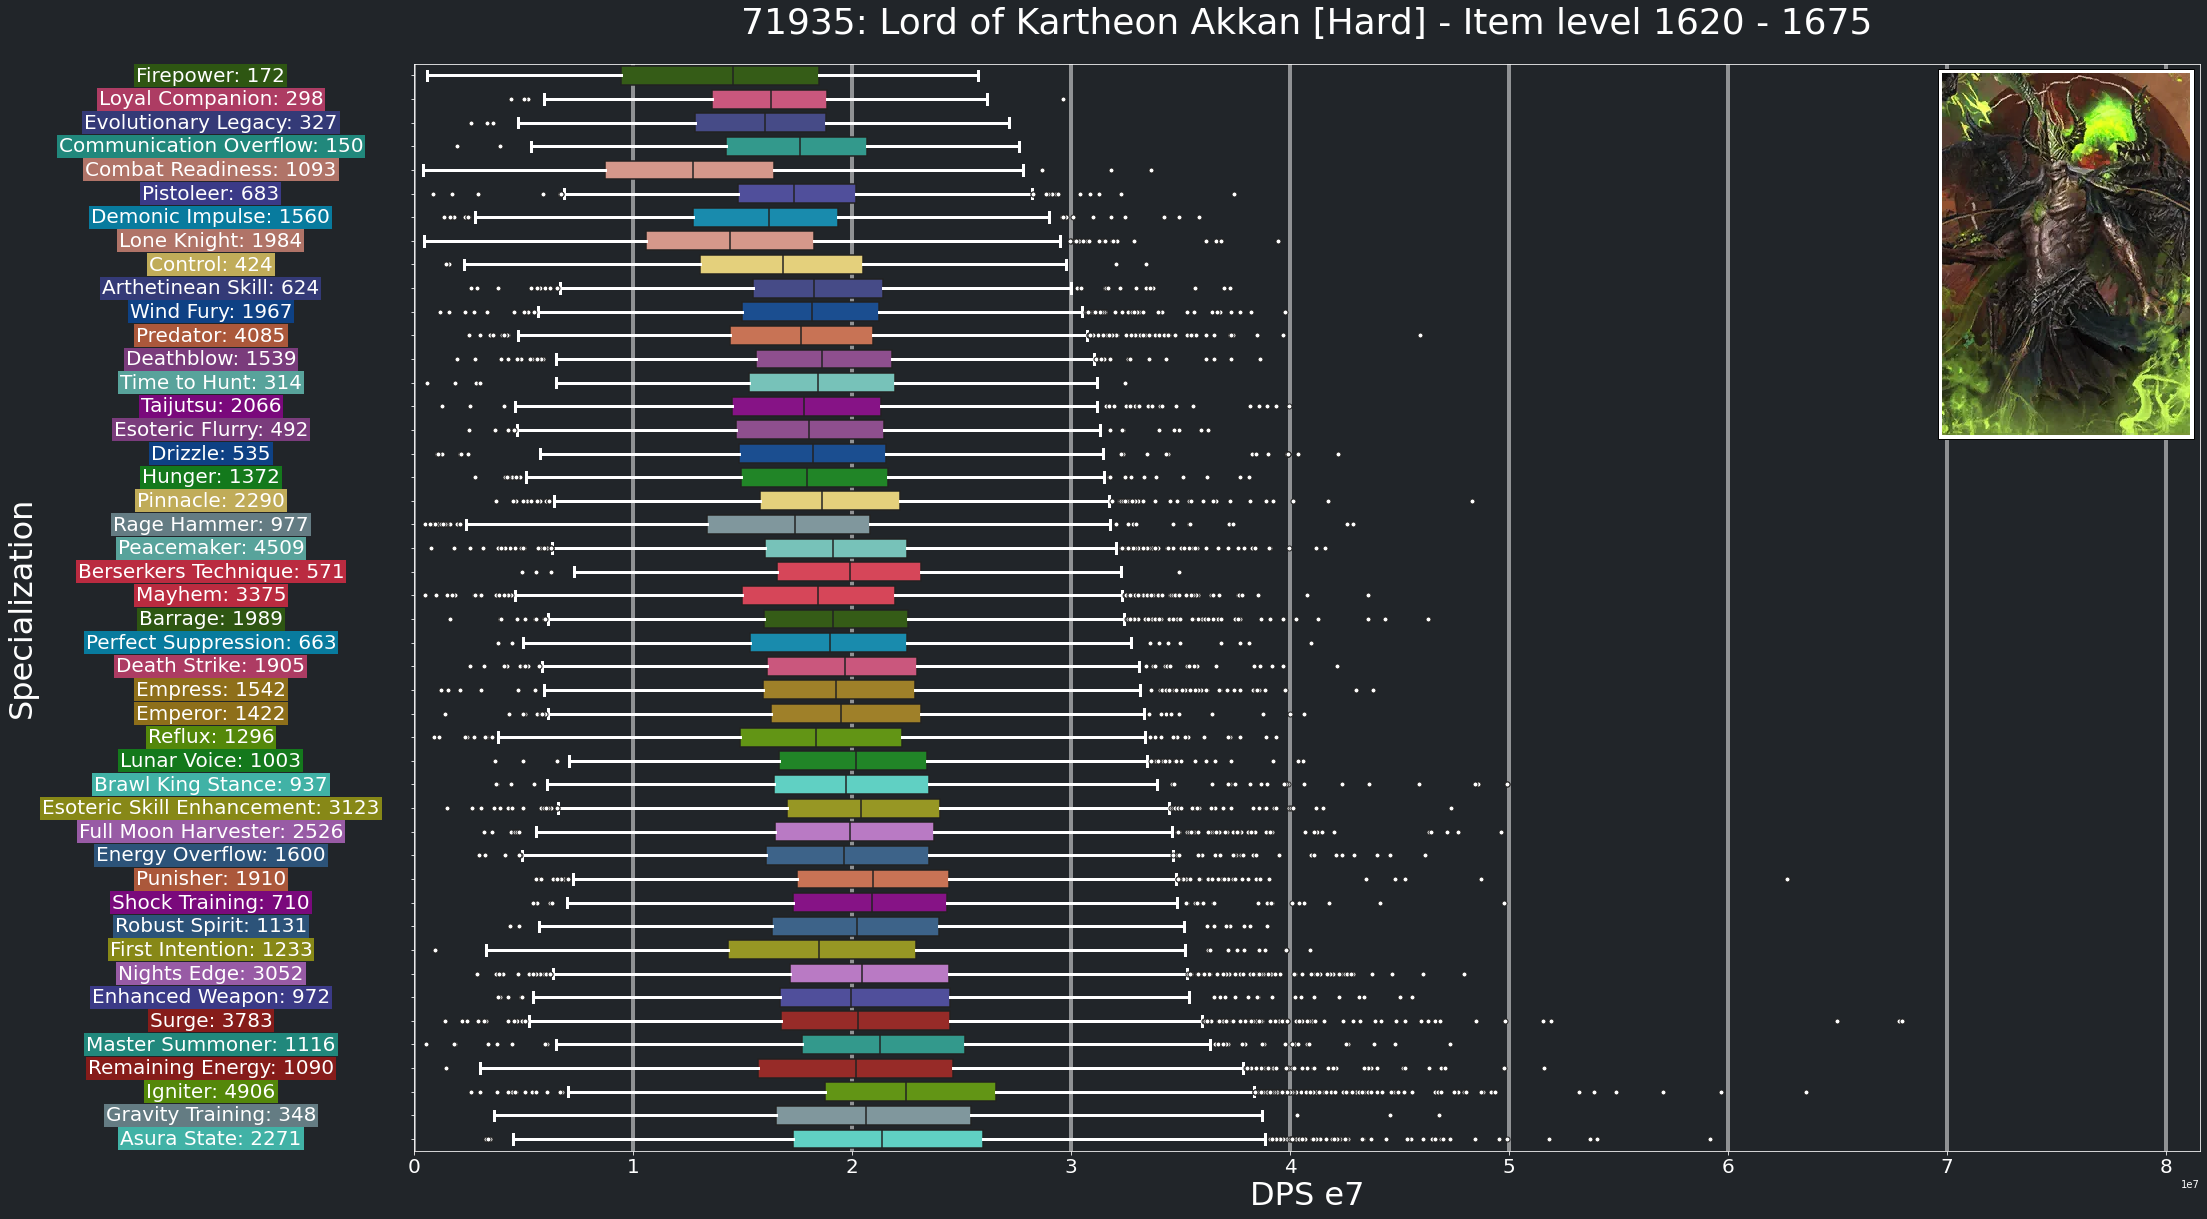 71935: Lord of Kartheon Akkan [Hard] - Item level 1620 - 1675
Specialization
Firepower: 172
Loyal Companion: 298
Evolutionary Legacy: 327
Communication Overflow: 150
Combat Readiness: 1093
Pistoleer: 683
Demonic Impulse: 1560
Lone Knight: 1984
Control: 424
Arthetinean Skill: 624
Wind Fury: 1967
Predator: 4085
Deathblow: 1539
Time to Hunt: 314
Taijutsu: 2066
Esoteric Flurry: 492
Drizzle: 535
Hunger: 1372
Pinnacle: 2290
Rage Hammer: 977
Peacemaker: 4509
Berserkers Technique: 571
Mayhem: 3375
Barrage: 1989
Perfect Suppression: 663
Death Strike: 1905
Empress: 1542
Emperor: 1422
Reflux: 1296
Lunar Voice: 1003
Brawl King Stance: 937
Esoteric Skill Enhancement: 3123
Full Moon Harvester: 2526
Energy Overflow: 1600
Punisher: 1910
Shock Training: 710
Robust Spirit: 1131
First Intention: 1233
Nights Edge: 3052
Enhanced Weapon: 972
Surge: 3783
Master Summoner: 1116
Remaining Energy: 1090
Igniter: 4906
Gravity Training: 348
Asura State: 2271
0 1 2 3 4 5 6 7 8
1e7
DPS e7